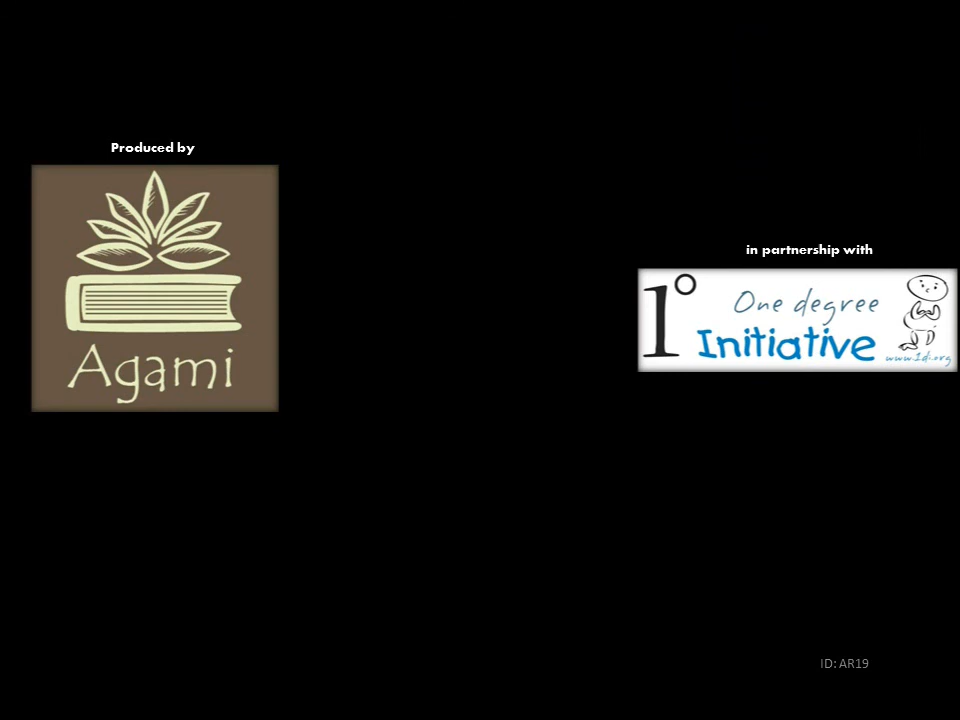 Produced by
Agami
in partnership with
1°
One degree
Initiative
www.1di.org
ID: AR19